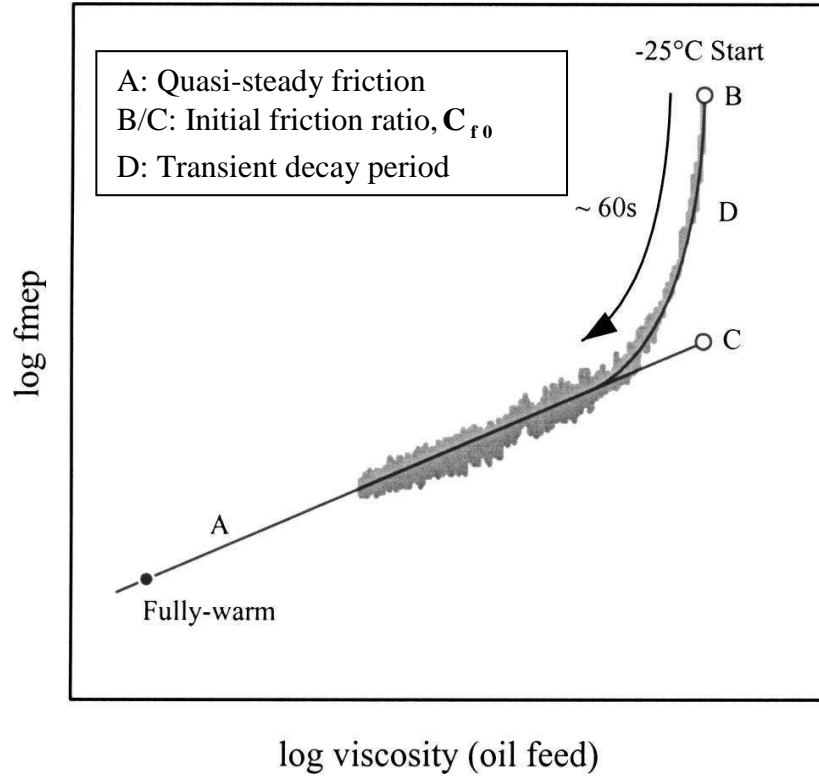 -25°C Start
A: Quasi-steady friction
B/C: Initial friction ratio, C f 0
D: Transient decay period
B
~ 60s
D
C
log fmep
A
Fully-warm
log viscosity (oil feed)